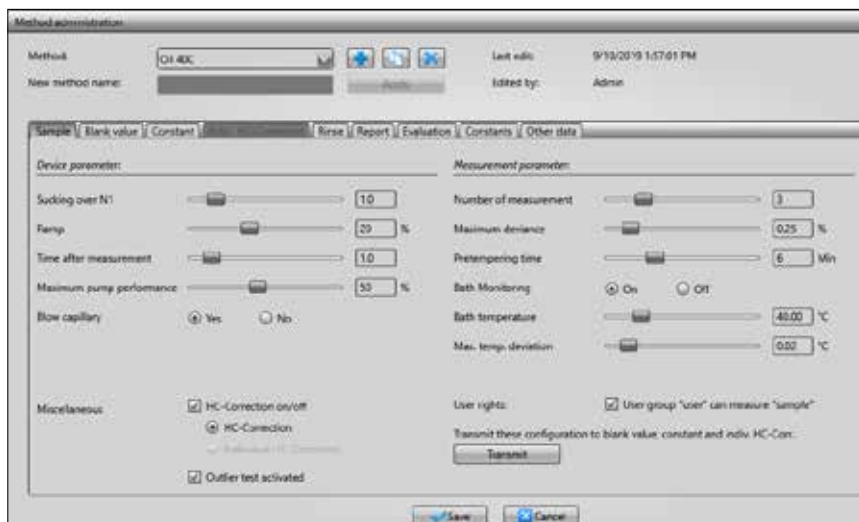 Method administration
Method: Oil 40C Last edit: 9/10/2019 1:57:01 PM
New method name: Apply Edited by: Admin
Sample Blank value Constant Rinse Report Evaluation Constants Other data
Device parameter: Measurement parameter:
Sucking over N1 1.0 Number of measurement 3
Ramp 20 % Maximum deviance 0.25 %
Time after measurement 1.0 Pretempering time 6 Min
Maximum pump performance 50 % Bath Monitoring On Off
Blow capillary Yes No Bath temperature 40.00 °C
Max. temp. deviation 0.02 °C
Miscellaneous HC-Correction on/off User rights: User group "user" can measure "sample"
HC-Correction Transmit these configuration to blank value, constant and indiv. HC-Corr.
Transmit
Outlier test activated
Save Cancel